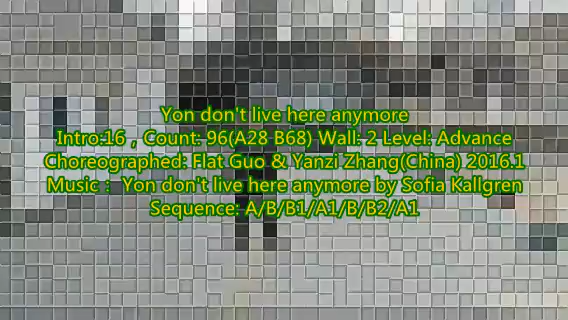 Yon don't live here anymore
Intro:16，Count: 96(A28 B68) Wall: 2 Level: Advance
Choreographed: Flat Guo & Yanzi Zhang(China) 2016.1
Music： Yon don't live here anymore by Sofia Kallgren
Sequence: A/B/B1/A1/B/B2/A1